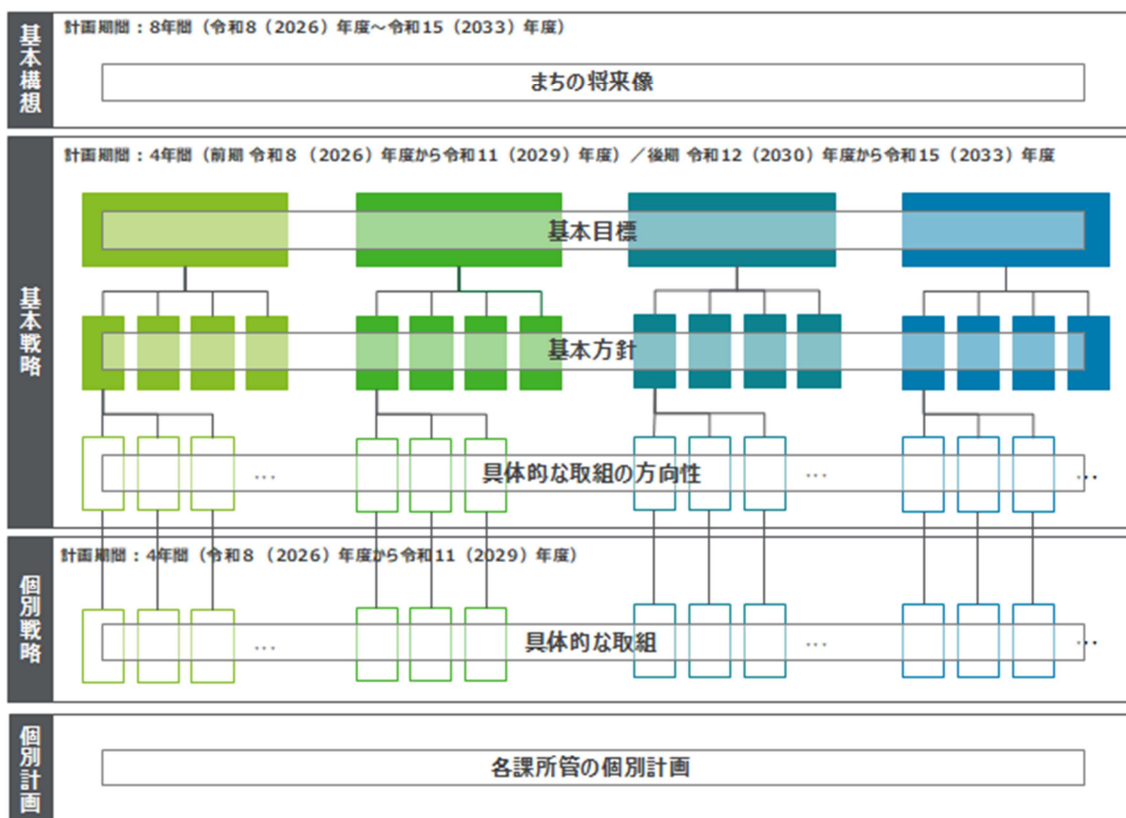 基本構想
計画期間：8年間（令和8（2026）年度～令和15（2033）年度）
まちの将来像
基本戦略
計画期間：4年間（前期 令和8（2026）年度から令和11（2029）年度）／後期 令和12（2030）年度から令和15（2033）年度
基本目標
基本方針
具体的な取組の方向性
… … …
個別戦略
計画期間：4年間（令和8（2026）年度から令和11（2029）年度）
具体的な取組
… … …
個別計画
各課所管の個別計画